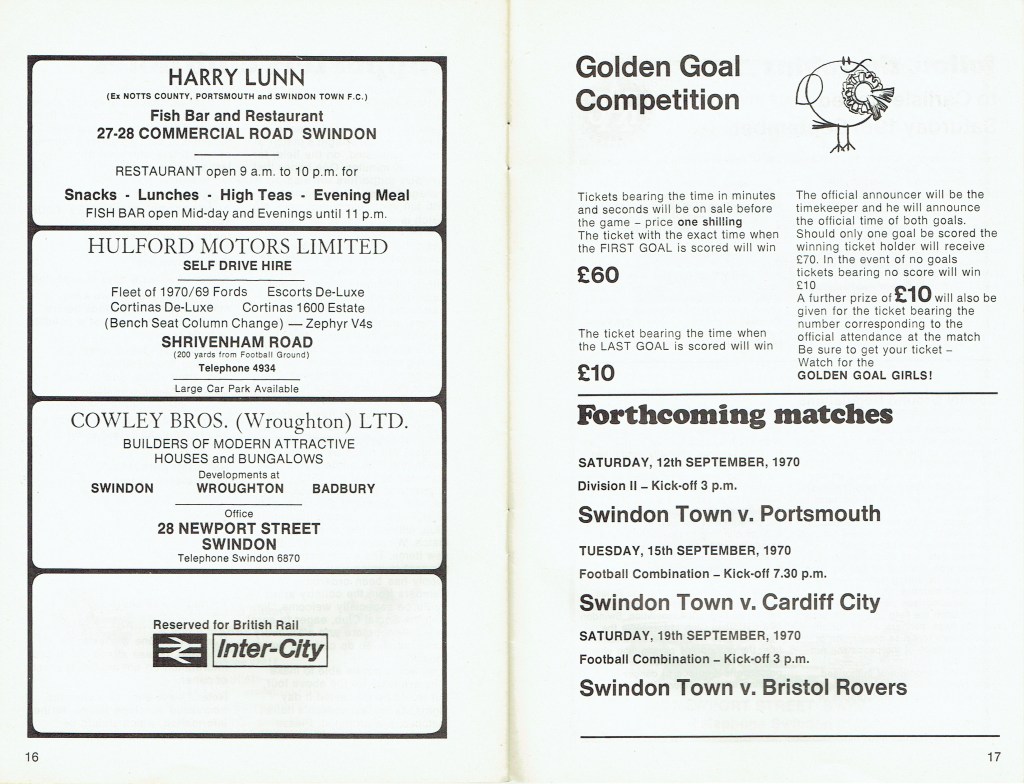 HARRY LUNN
(Ex NOTTS COUNTY, PORTSMOUTH and SWINDON TOWN F.C.)
Fish Bar and Restaurant
27-28 COMMERCIAL ROAD SWINDON
RESTAURANT open 9 a.m. to 10 p.m. for
Snacks - Lunches - High Teas - Evening Meal
FISH BAR open Mid-day and Evenings until 11 p.m.
HULFORD MOTORS LIMITED
SELF DRIVE HIRE
Fleet of 1970/69 Fords Escorts De-Luxe
Cortinas De-Luxe Cortinas 1600 Estate
(Bench Seat Column Change) — Zephyr V4s
SHRIVENHAM ROAD
(200 yards from Football Ground)
Telephone 4934
Large Car Park Available
COWLEY BROS. (Wroughton) LTD.
BUILDERS OF MODERN ATTRACTIVE
HOUSES and BUNGALOWS
Developments at
SWINDON WROUGHTON BADBURY
Office
28 NEWPORT STREET
SWINDON
Telephone Swindon 6870
Reserved for British Rail
Inter-City
16
Golden Goal
Competition
Tickets bearing the time in minutes
and seconds will be on sale before
the game – price one shilling
The ticket with the exact time when
the FIRST GOAL is scored will win
£60
The ticket bearing the time when
the LAST GOAL is scored will win
£10
The official announcer will be the
timekeeper and he will announce
the official time of both goals.
Should only one goal be scored the
winning ticket holder will receive
£70. In the event of no goals
tickets bearing no score will win
£10
A further prize of £10 will also be
given for the ticket bearing the
number corresponding to the
official attendance at the match
Be sure to get your ticket –
Watch for the
GOLDEN GOAL GIRLS!
Forthcoming matches
SATURDAY, 12th SEPTEMBER, 1970
Division II – Kick-off 3 p.m.
Swindon Town v. Portsmouth
TUESDAY, 15th SEPTEMBER, 1970
Football Combination – Kick-off 7.30 p.m.
Swindon Town v. Cardiff City
SATURDAY, 19th SEPTEMBER, 1970
Football Combination – Kick-off 3 p.m.
Swindon Town v. Bristol Rovers
17